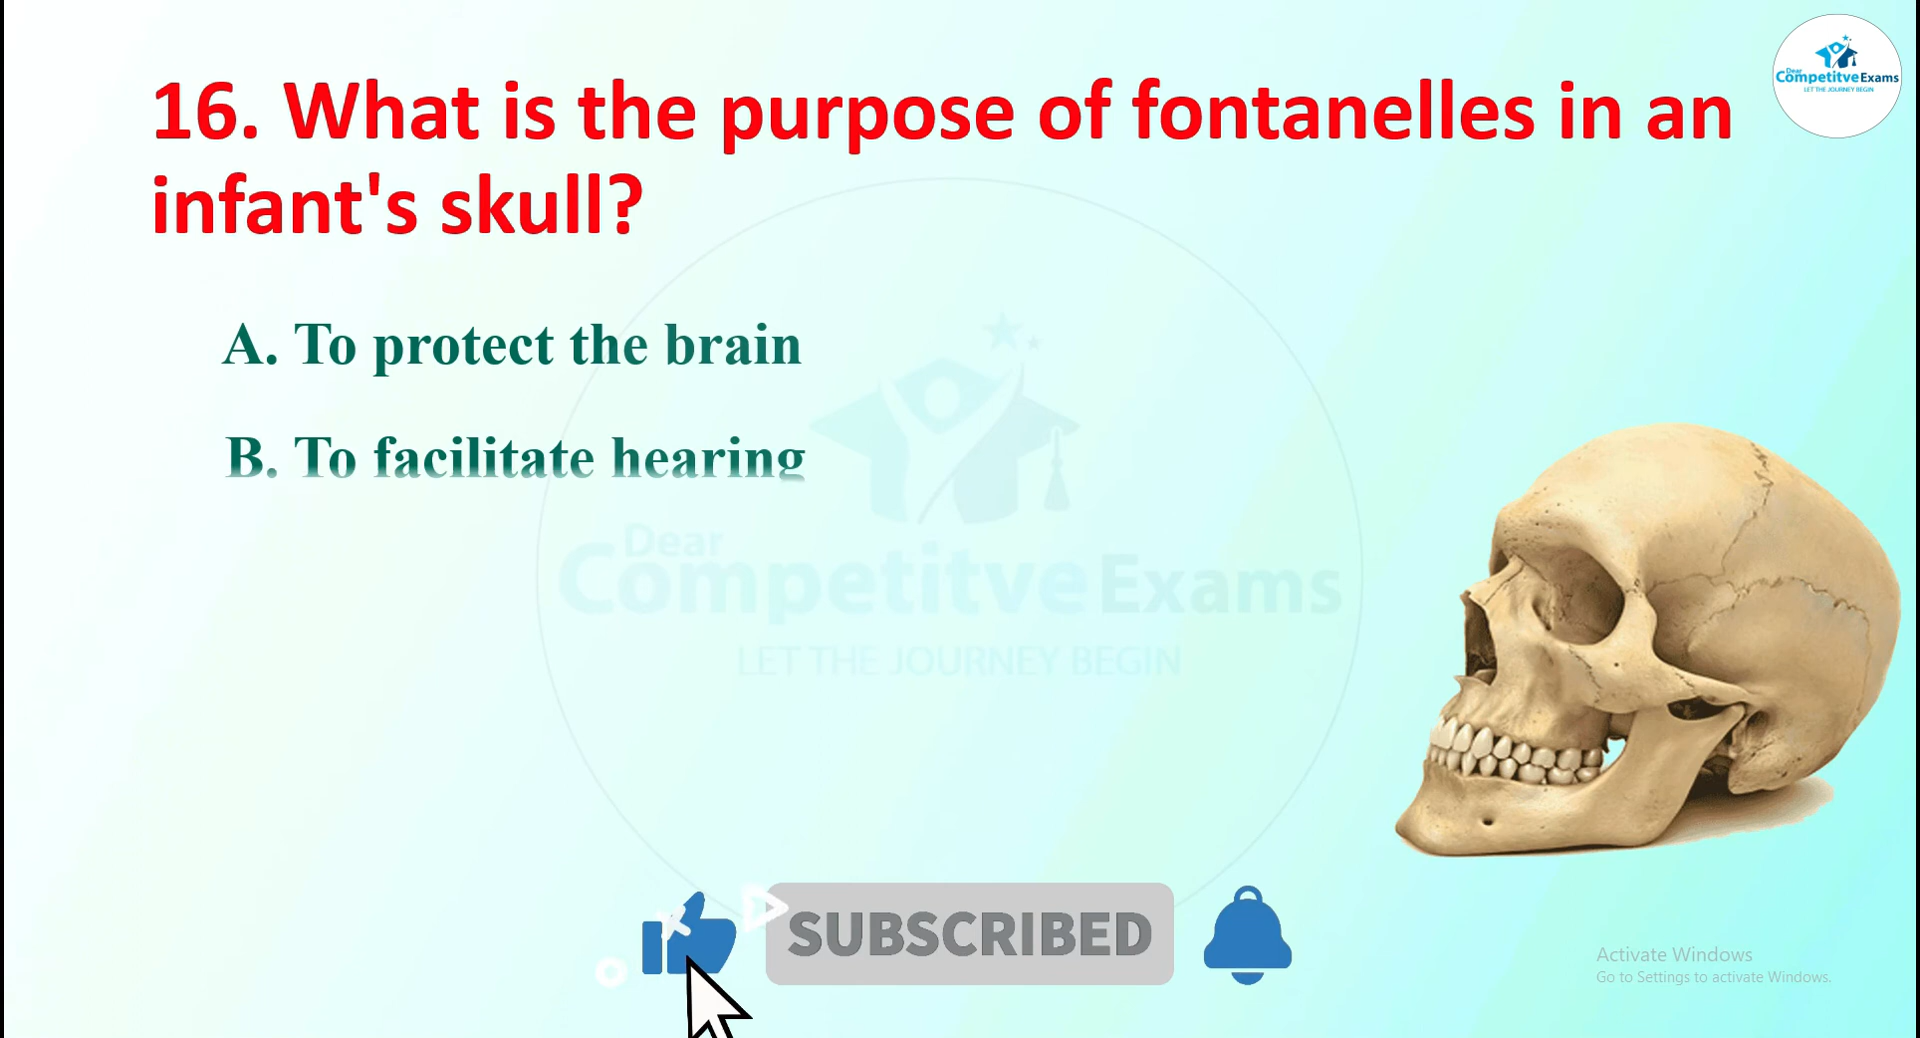 16. What is the purpose of fontanelles in an
infant's skull?
A. To protect the brain
B. To facilitate hearing
Dear
CompetitveExams
LET THE JOURNEY BEGIN
Dear
CompetitveExams
LET THE JOURNEY BEGIN
SUBSCRIBED
Activate Windows
Go to Settings to activate Windows.